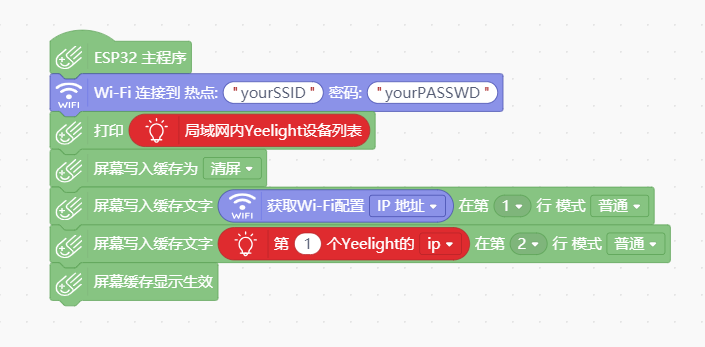 ESP32 主程序
WIFI Wi-Fi 连接到 热点: "yourSSID" 密码: "yourPASSWD"
打印 局域网内Yeelight设备列表
屏幕写入缓存为 清屏
屏幕写入缓存文字 WIFI 获取Wi-Fi配置 IP 地址 在第 1 行 模式 普通
屏幕写入缓存文字 第 1 个Yeelight的 ip 在第 2 行 模式 普通
屏幕缓存显示生效